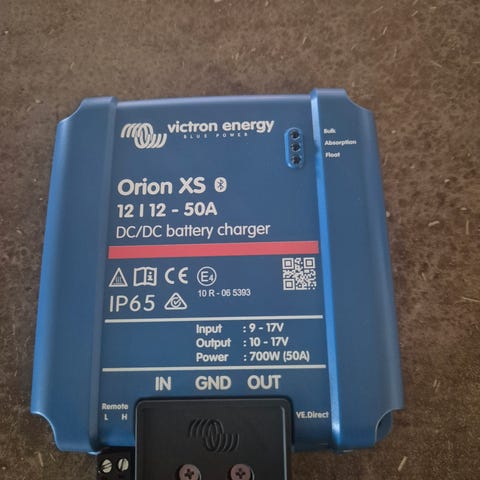 victron energy
BLUE POWER
Bulk
Absorption
Float
Orion XS
12 | 12 - 50A
DC/DC battery charger
CE E4
IP65
10 R - 06 5393
Input : 9 - 17V
Output : 10 - 17V
Power : 700W (50A)
IN GND OUT
Remote
L H
VE.Direct